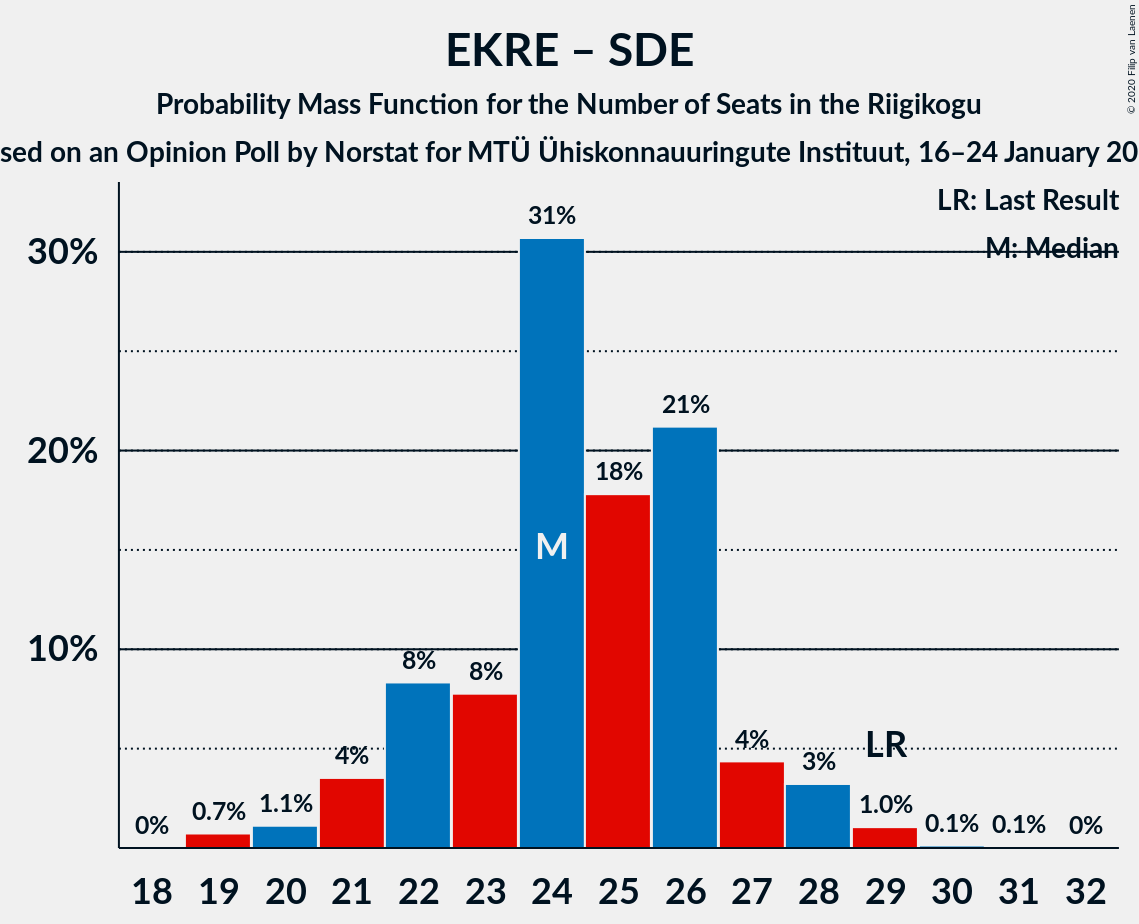 EKRE – SDE
Probability Mass Function for the Number of Seats in the Riigikogu
sed on an Opinion Poll by Norstat for MTÜ Ühiskonnauuringute Instituut, 16–24 January 20
© 2020 Filip van Laenen
LR: Last Result
M: Median
30%
20%
10%
0%
0.7%
1.1%
4%
8%
8%
31%
18%
21%
4%
3%
1.0%
0.1%
0.1%
0%
M
LR
18 19 20 21 22 23 24 25 26 27 28 29 30 31 32